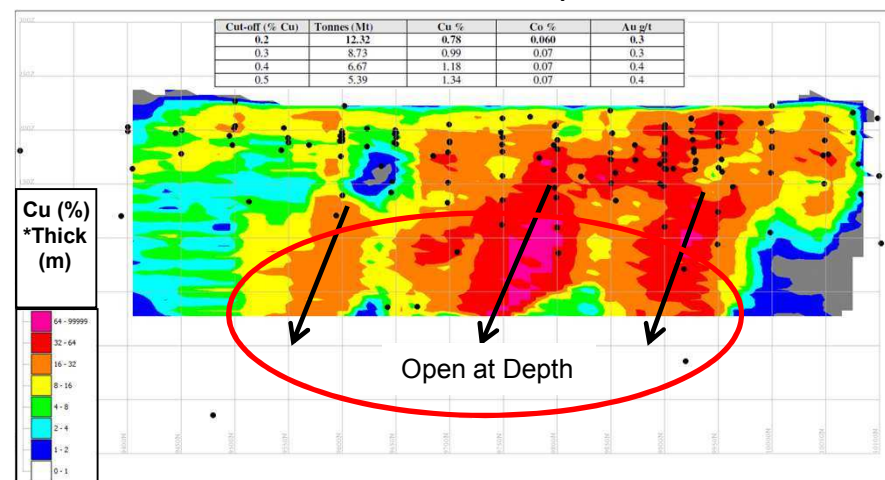 Cut-off (% Cu) Tonnes (Mt) Cu % Co % Au g/t
0.2 12.32 0.78 0.060 0.3
0.3 8.73 0.99 0.07 0.3
0.4 6.67 1.18 0.07 0.4
0.5 5.39 1.34 0.07 0.4
Cu (%)
*Thick
(m)
64 - 99999
32 - 64
16 - 32
8 - 16
4 - 8
2 - 4
1 - 2
0 - 1
Open at Depth